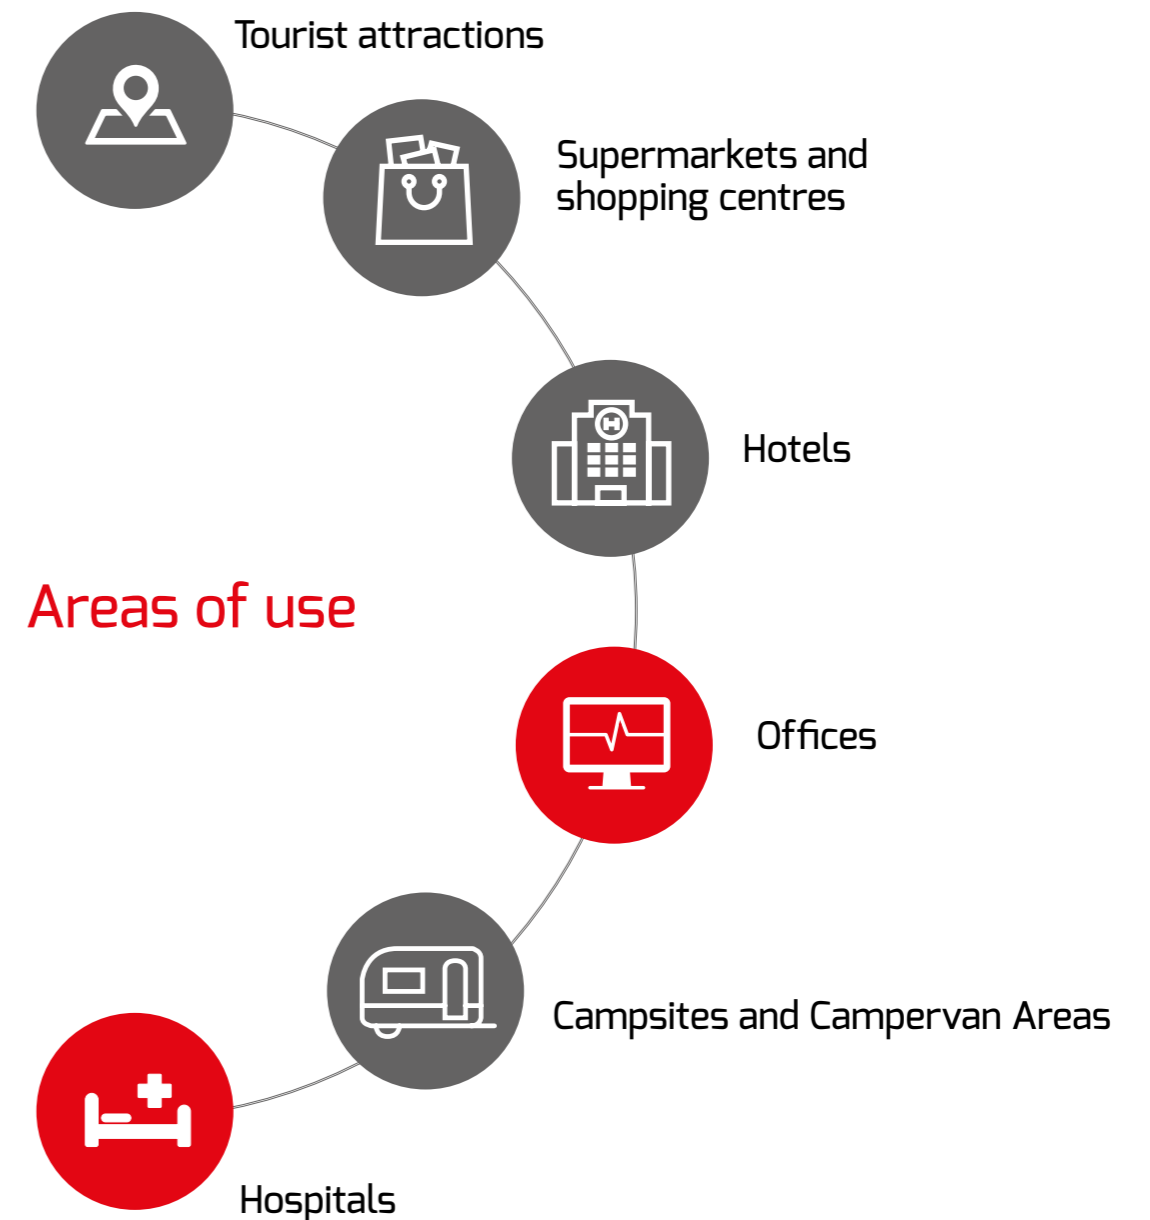 Tourist attractions
Supermarkets and
shopping centres
H
Hotels
Areas of use
Offices
Campsites and Campervan Areas
Hospitals